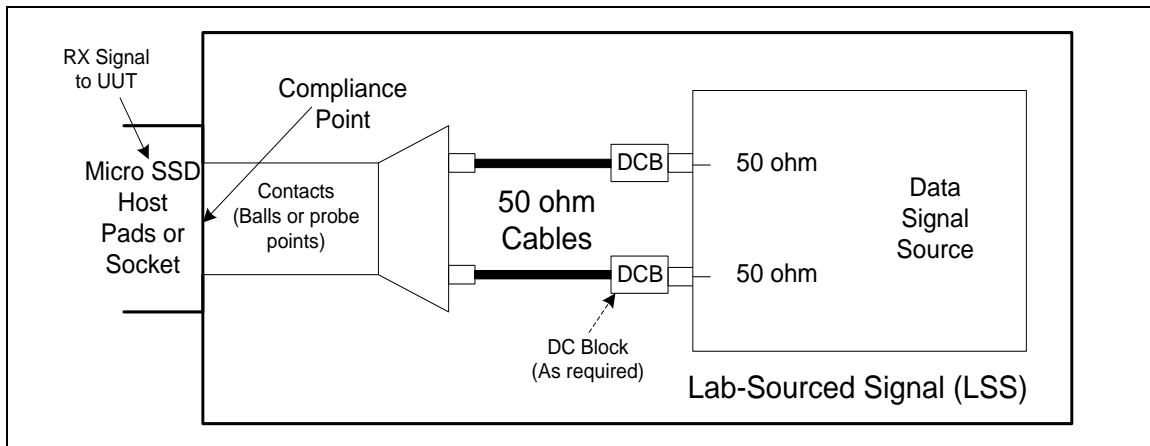 RX Signal
to UUT
Compliance
Point
Micro SSD
Host
Pads or
Socket
Contacts
(Balls or probe
points)
50 ohm
Cables
DCB
DCB
50 ohm
50 ohm
Data
Signal
Source
DC Block
(As required)
Lab-Sourced Signal (LSS)